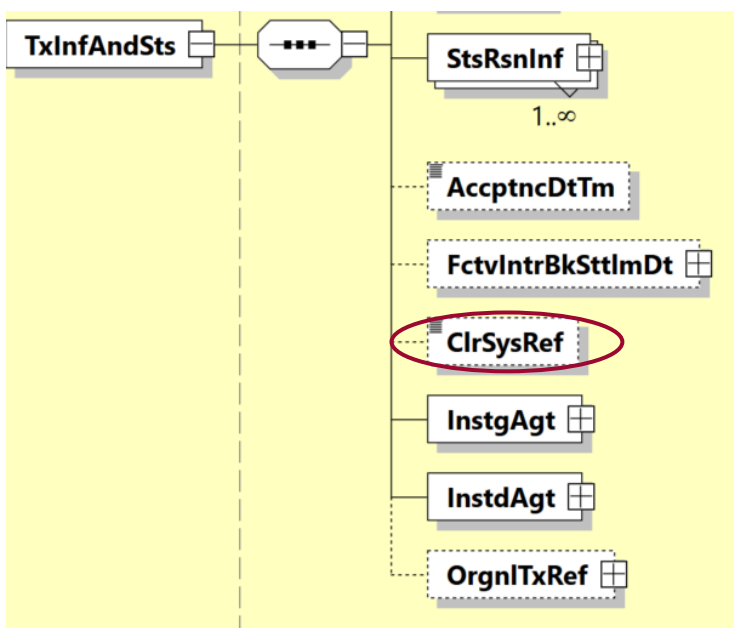 TxInfAndSts
StsRsnInf
1..∞
AccptncDtTm
FctvIntrBkSttlmDt
ClrSysRef
InstgAgt
InstdAgt
OrgnlTxRef